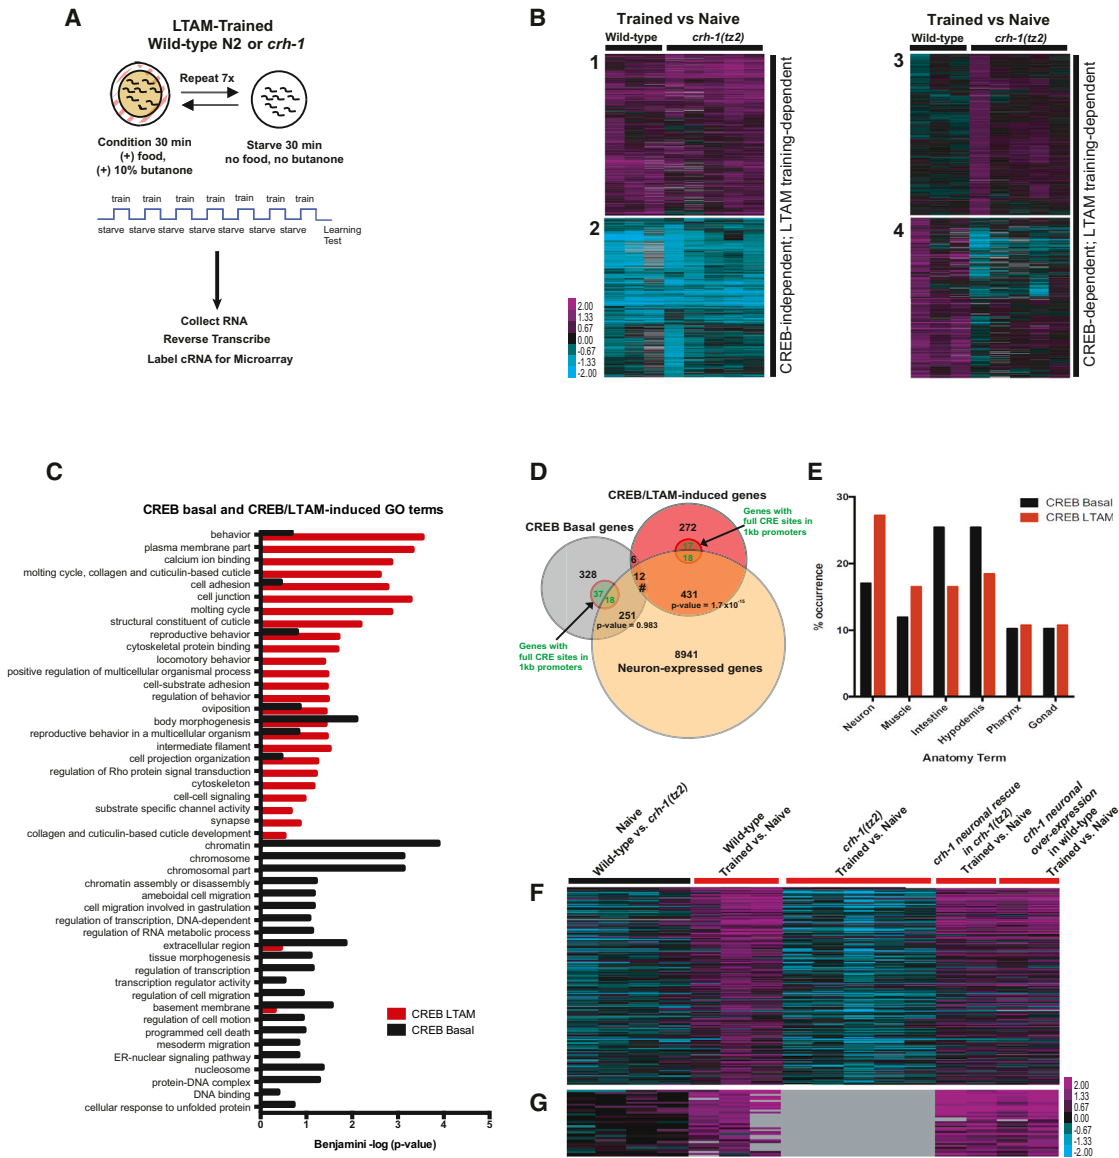 A
LTAM-Trained
Wild-type N2 or crh-1
Repeat 7x
Condition 30 min
(+) food,
(+) 10% butanone
Starve 30 min
no food, no butanone
train train train train train train train
starve starve starve starve starve starve starve
Learning
Test
Collect RNA
Reverse Transcribe
Label cRNA for Microarray
B
Trained vs Naive
Wild-type crh-1(tz2)
1
2
2.00
1.33
0.67
0.00
-0.67
-1.33
-2.00
CREB-independent; LTAM training-dependent
Trained vs Naive
Wild-type crh-1(tz2)
3
4
CREB-dependent; LTAM training-dependent
C
CREB basal and CREB/LTAM-induced GO terms
behavior
plasma membrane part
calcium ion binding
molting cycle, collagen and cuticulin-based cuticle
cell adhesion
cell junction
molting cycle
structural constituent of cuticle
reproductive behavior
cytoskeletal protein binding
locomotory behavior
positive regulation of multicellular organismal process
cell-substrate adhesion
regulation of behavior
oviposition
body morphogenesis
reproductive behavior in a multicellular organism
intermediate filament
cell projection organization
regulation of Rho protein signal transduction
cytoskeleton
cell-cell signaling
substrate specific channel activity
synapse
collagen and cuticulin-based cuticle development
chromatin
chromosome
chromosomal part
chromatin assembly or disassembly
ameboidal cell migration
cell migration involved in gastrulation
regulation of transcription, DNA-dependent
regulation of RNA metabolic process
extracellular region
tissue morphogenesis
regulation of transcription
transcription regulator activity
regulation of cell migration
basement membrane
regulation of cell motion
programmed cell death
mesoderm migration
ER-nuclear signaling pathway
nucleosome
protein-DNA complex
DNA binding
cellular response to unfolded protein
CREB LTAM
CREB Basal
0 1 2 3 4 5
Benjamini -log (p-value)
D
CREB/LTAM-induced genes
CREB Basal genes
Genes with
full CRE sites in
1kb promoters
272
17
18
6
12
#
328
37
18
431
p-value = 1.7x10-15
251
p-value = 0.983
Genes with
full CRE sites in
1kb promoters
8941
Neuron-expressed genes
E
CREB Basal
CREB LTAM
% occurrence
30
20
10
0
Neuron
Muscle
Intestine
Hypodemis
Pharynx
Gonad
Anatomy Term
Naive
Wild-type vs. crh-1(tz2)
Wild-type
Trained vs. Naive
crh-1(tz2)
Trained vs. Naive
crh-1 neuronal rescue
in crh-1(tz2)
Trained vs. Naive
crh-1 neuronal
over-expression
in wild-type
Trained vs. Naive
F
G
2.00
1.33
0.67
0.00
-0.67
-1.33
-2.00